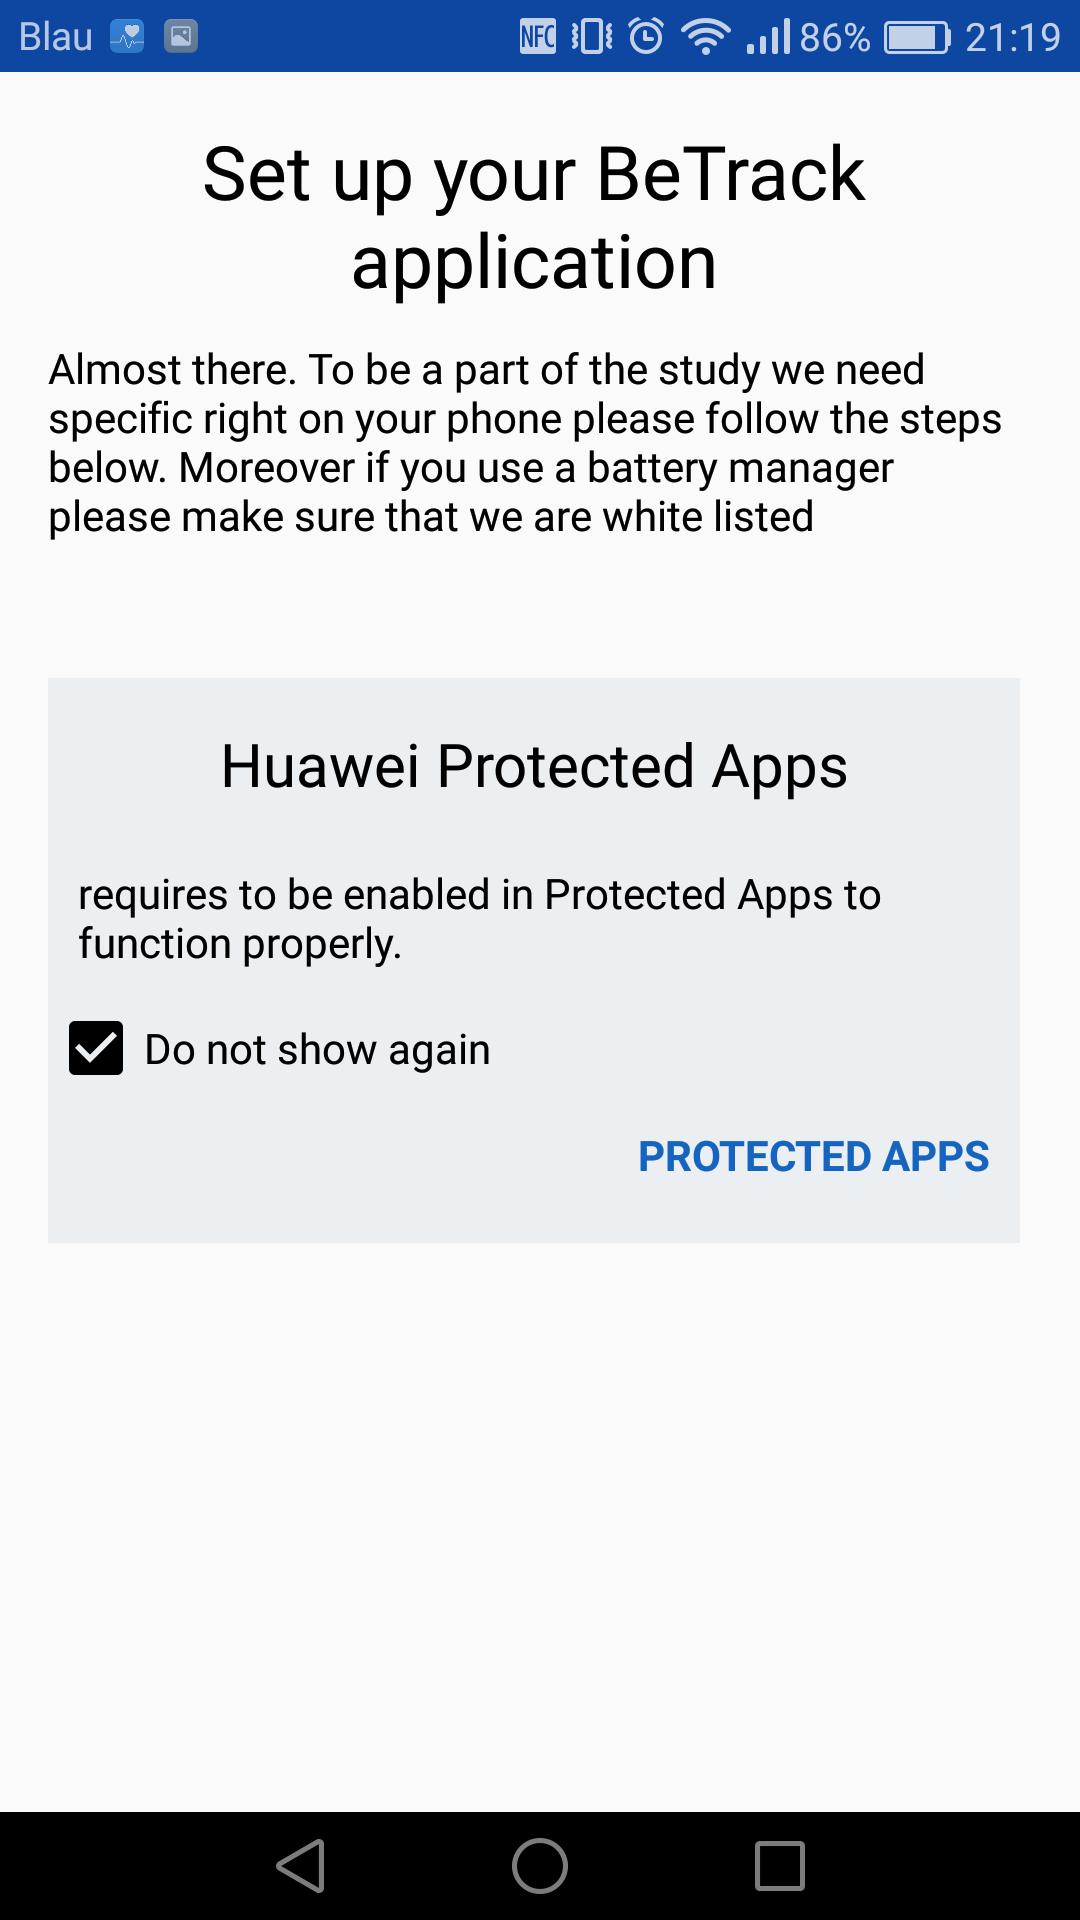 Blau NFC 86% 21:19
Set up your BeTrack
application
Almost there. To be a part of the study we need
specific right on your phone please follow the steps
below. Moreover if you use a battery manager
please make sure that we are white listed
Huawei Protected Apps
requires to be enabled in Protected Apps to
function properly.
Do not show again
PROTECTED APPS